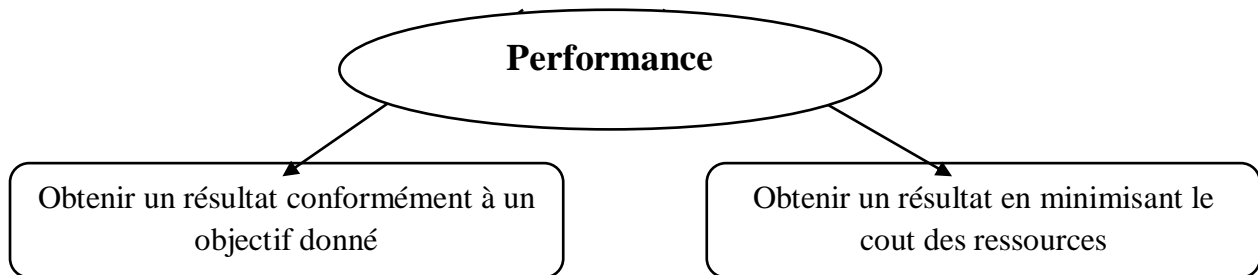 Performance
Obtenir un résultat conformément à un
objectif donné
Obtenir un résultat en minimisant le
cout des ressources